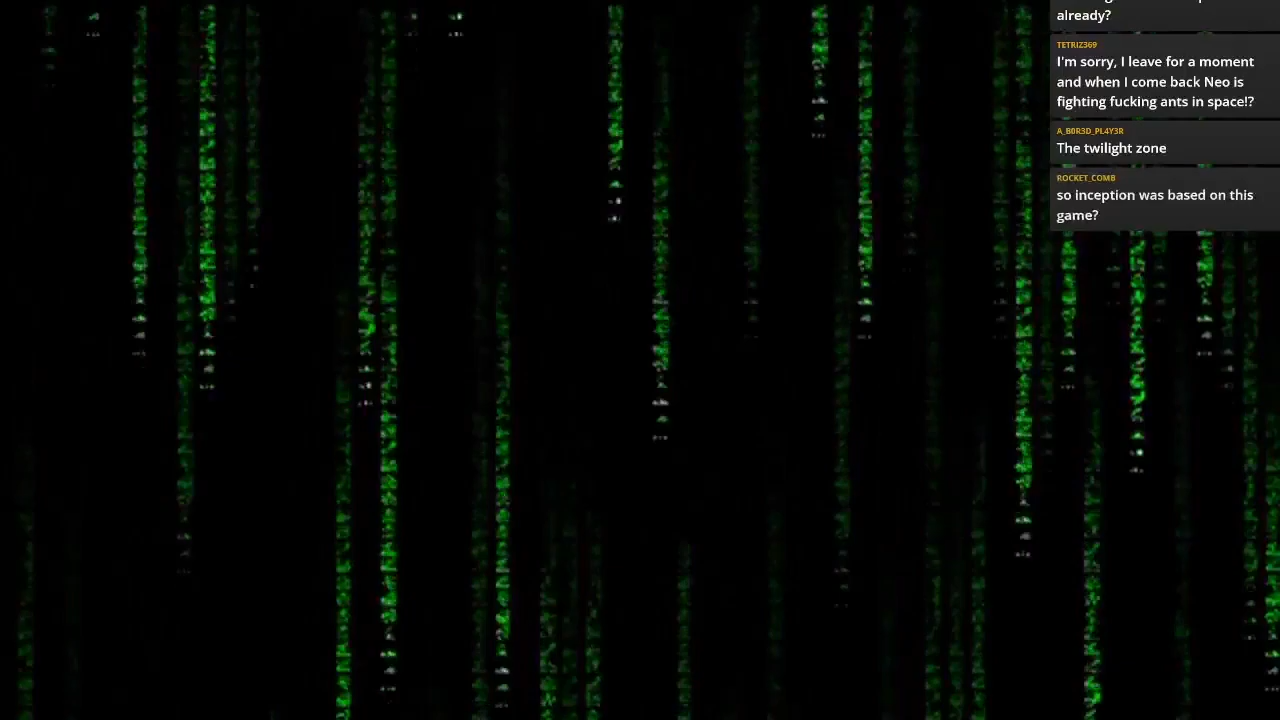 already?
TETRIZ369
I'm sorry, I leave for a moment
and when I come back Neo is
fighting fucking ants in space!?
A_B0R3D_PL4Y3R
The twilight zone
ROCKET_COMB
so inception was based on this
game?